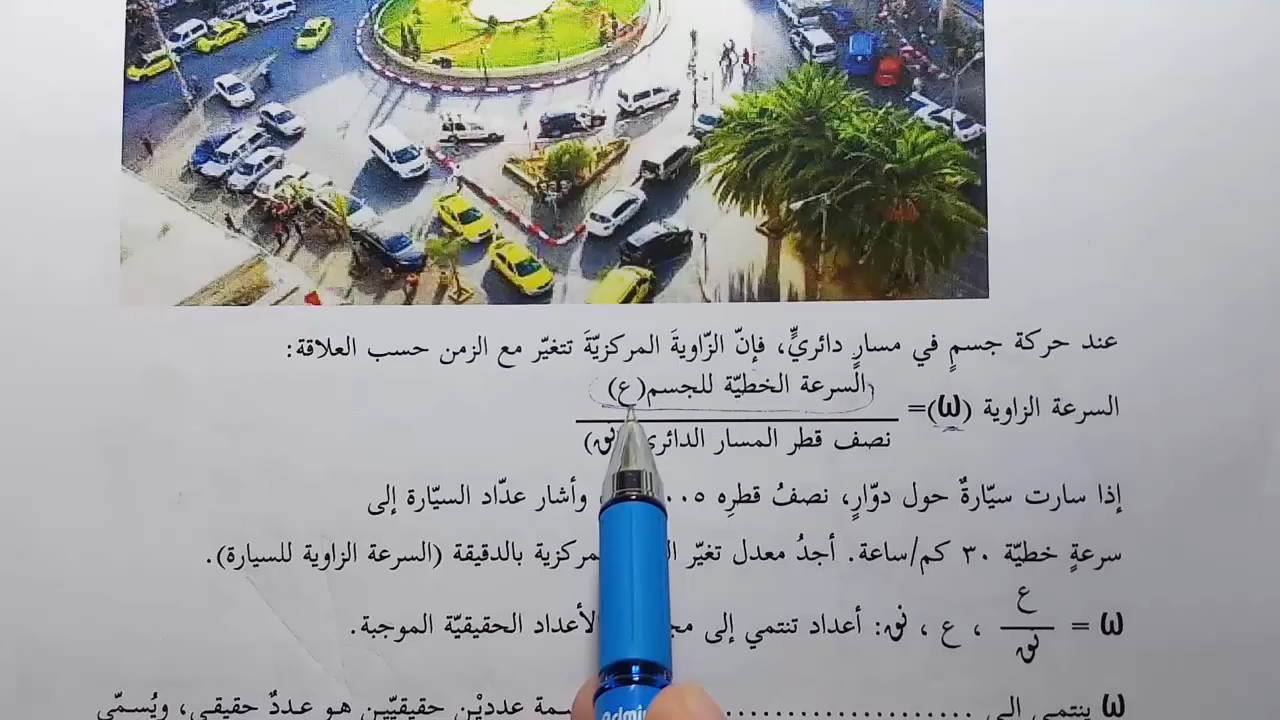 عند حركة جسمٍ في مسارٍ دائريٍّ، فإنّ الزّاويةَ المركزيّةَ تتغيّر مع الزمن حسب العلاقة:
السرعة الزاوية (ω)= السرعة الخطيّة للجسم(ع)
نصف قطر المسار الدائري نق)
إذا سارت سيّارةٌ حول دوّارٍ، نصفُ قطرِه وأشار عدّاد السيّارة إلى
سرعةٍ خطيّة ٣٠ كم/ساعة. أجدُ معدل تغيّر المركزية بالدقيقة (السرعة الزاوية للسيارة).
ω = ع / نق ، ع ، نق: أعداد تنتمي إلى الأعداد الحقيقيّة الموجبة.
ω ينتمي إلى ..................... عدديْن حقيقيّيْن هو عددٌ حقيقي، ويُسمّى